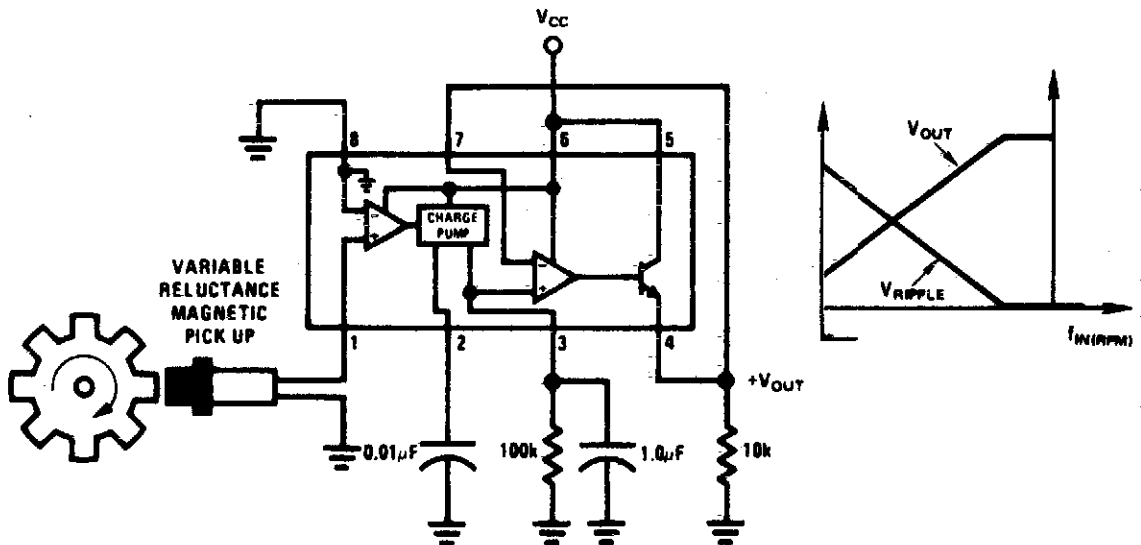 VCC
8 7 6 5
CHARGE
PUMP
VARIABLE
RELUCTANCE
MAGNETIC
PICK UP
1 2 3 4
+VOUT
0.01μF
100k
1.0μF
10k
VOUT
VRIPPLE
fIN(RPM)